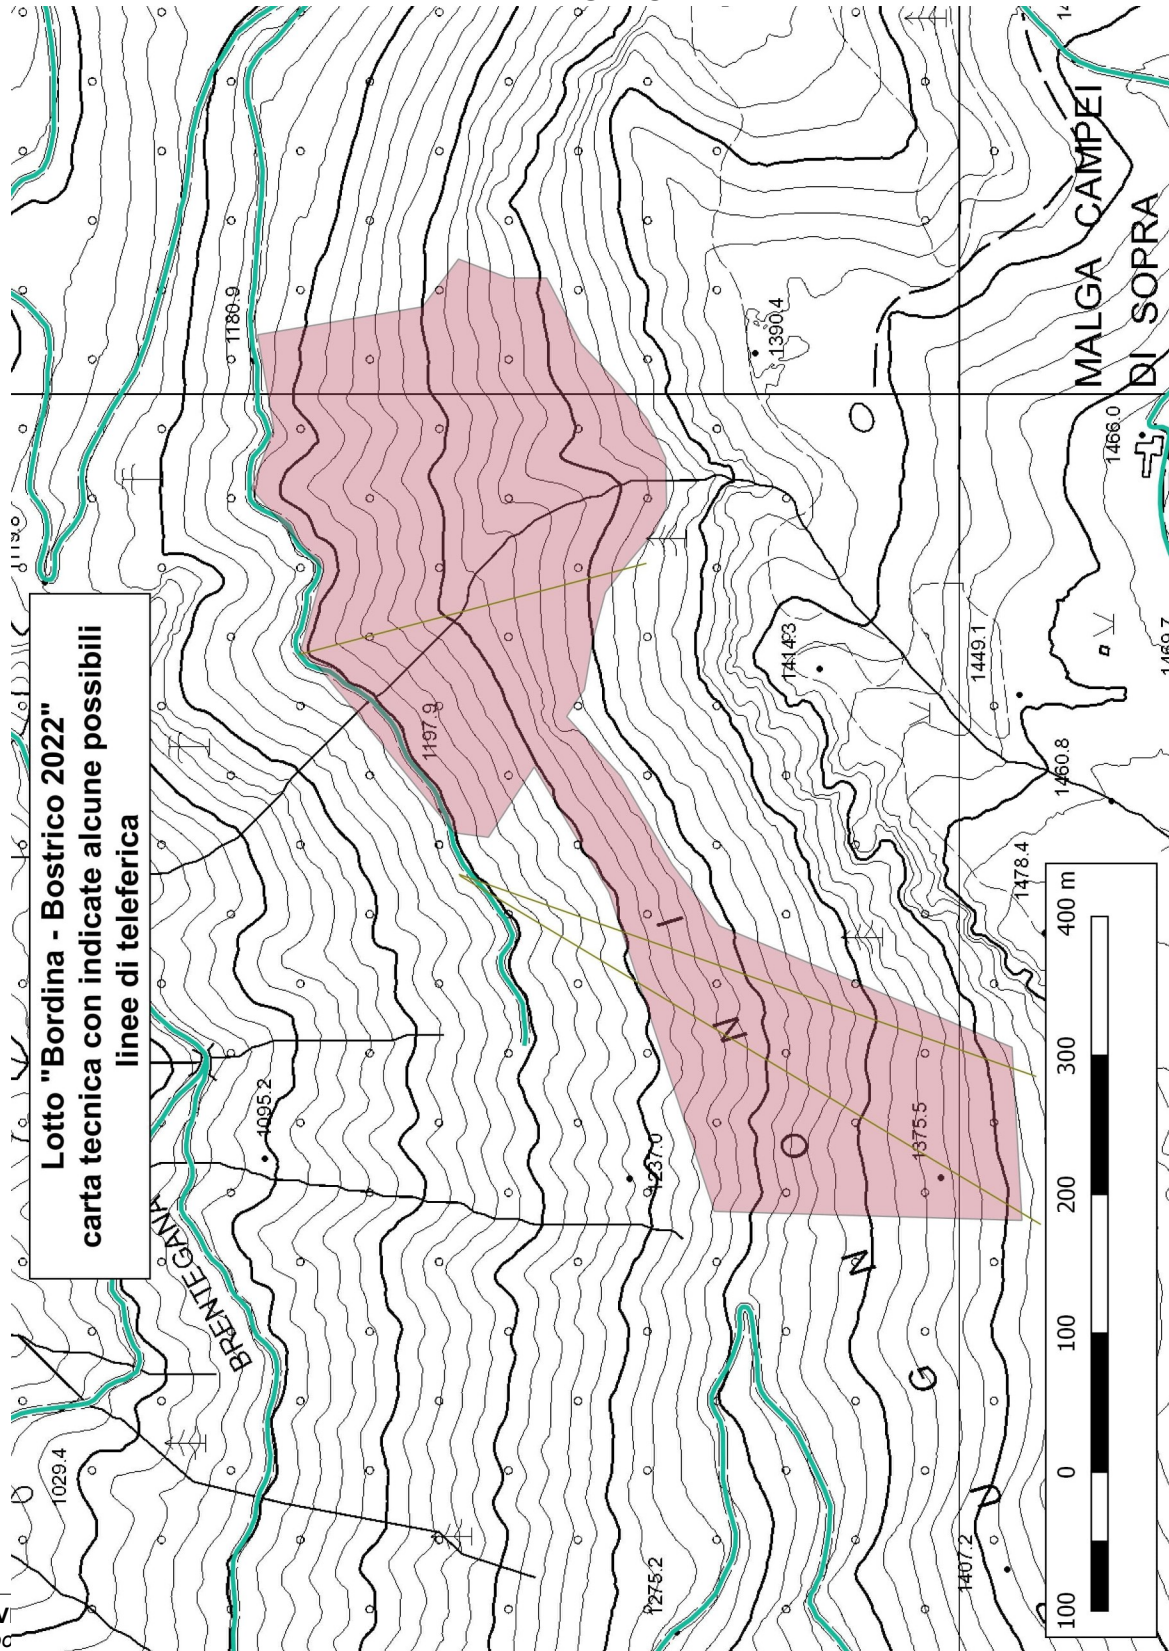 Lotto "Bordina - Bostrico 2022"
carta tecnica con indicate alcune possibili
linee di teleferica
1180.9
1390.4
MALGA CAMPEI
DI SOPRA
1466.0
1414.3
1449.1
1460.8
1478.4
1197.9
1095.2
1237.0
1375.5
BRENTEGANA
1029.4
1275.2
1407.2
O
I
N
O
N
G
U
100 0 100 200 300 400 m